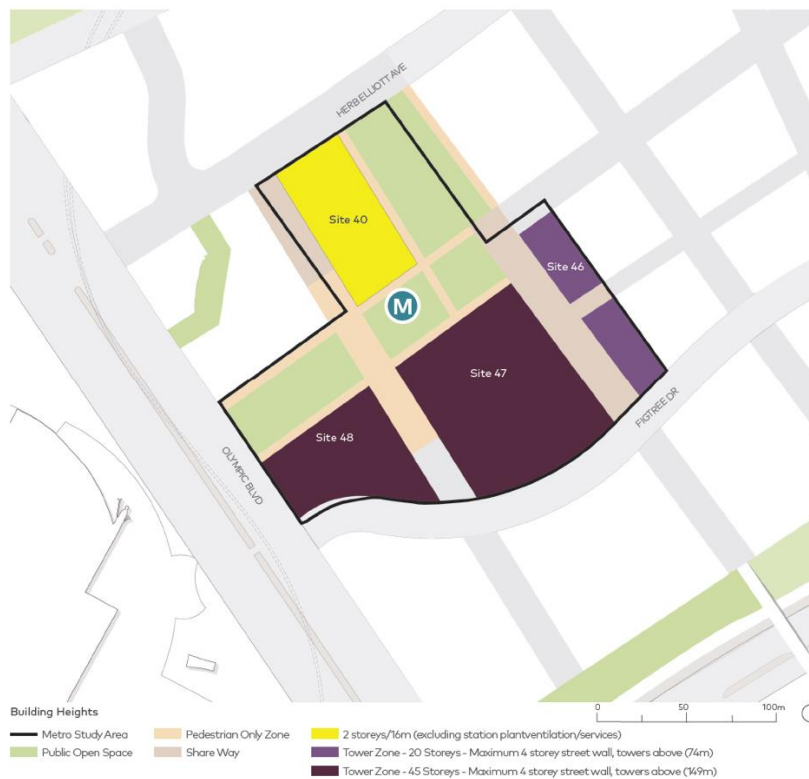 HERB ELLIOTT AVE
Site 40
Site 46
M
Site 47
Site 48
OLYMPIC BLVD
FIGTREE DR
0 50 100m
Building Heights
Metro Study Area
Pedestrian Only Zone
2 storeys/16m (excluding station plantventilation/services)
Public Open Space
Share Way
Tower Zone - 20 Storeys - Maximum 4 storey street wall, towers above (74m)
Tower Zone - 45 Storeys - Maximum 4 storey street wall, towers above (149m)